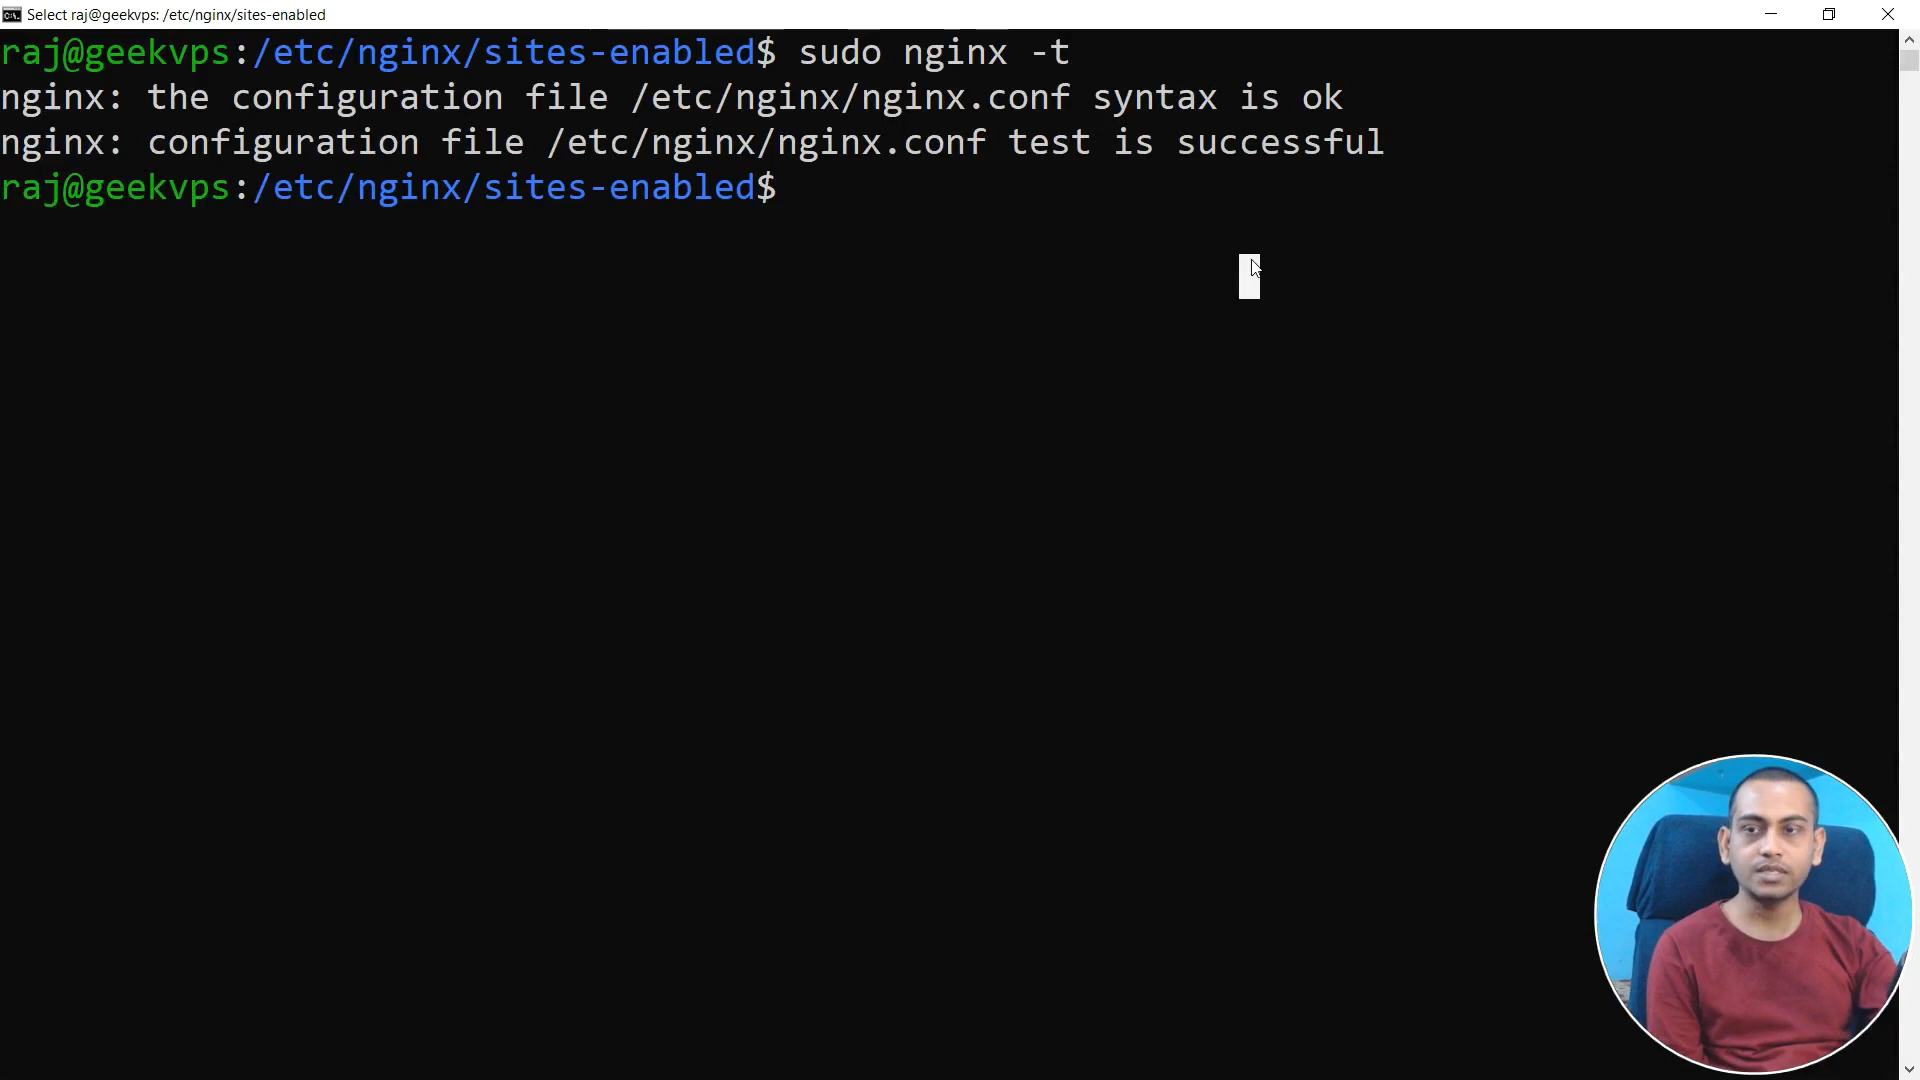 Select raj@geekvps: /etc/nginx/sites-enabled
raj@geekvps:/etc/nginx/sites-enabled$ sudo nginx -t
nginx: the configuration file /etc/nginx/nginx.conf syntax is ok
nginx: configuration file /etc/nginx/nginx.conf test is successful
raj@geekvps:/etc/nginx/sites-enabled$